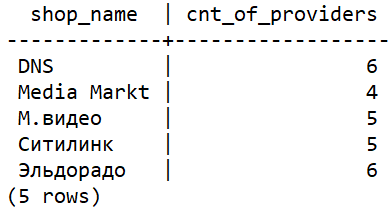 shop_name  | cnt_of_providers
-------------+------------------
 DNS         |                6
 Media Markt |                4
 М.видео     |                5
 Ситилинк    |                5
 Эльдорадо   |                6
(5 rows)